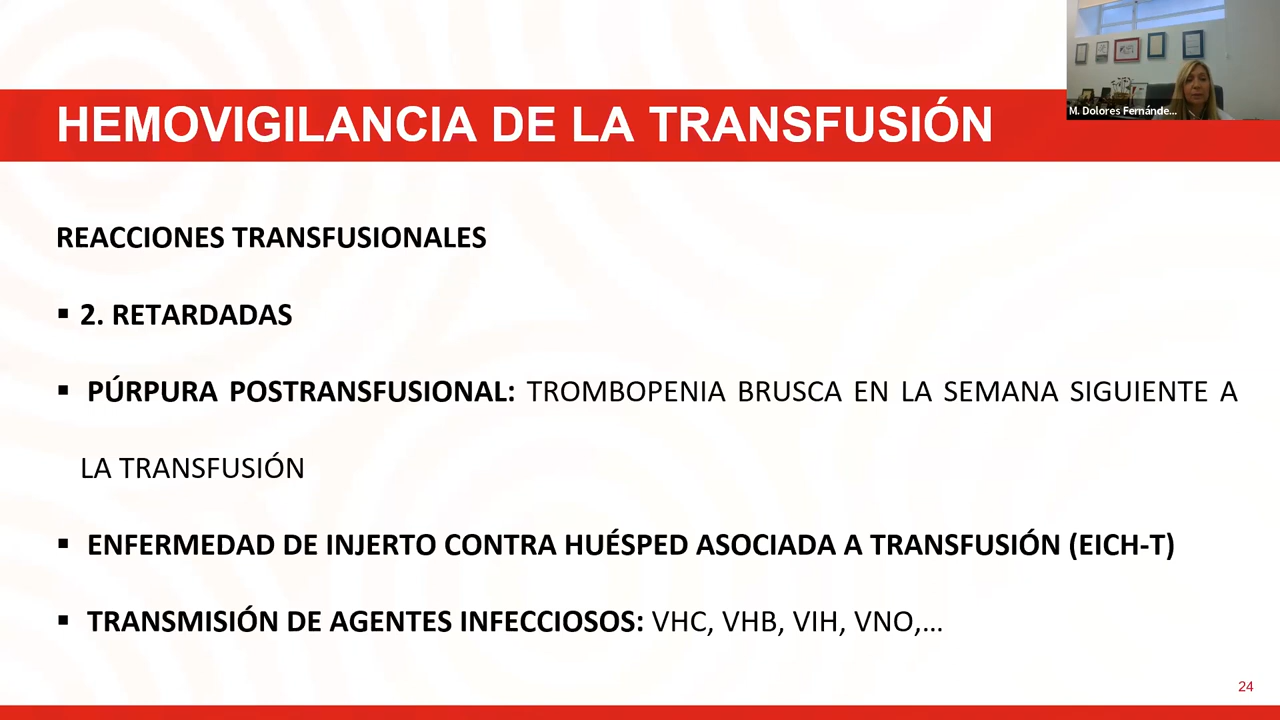 HEMOVIGILANCIA DE LA TRANSFUSIÓN
M. Dolores Fernánde...
REACCIONES TRANSFUSIONALES
▪ 2. RETARDADAS
▪ PÚRPURA POSTRANSFUSIONAL: TROMBOPENIA BRUSCA EN LA SEMANA SIGUIENTE A
LA TRANSFUSIÓN
▪ ENFERMEDAD DE INJERTO CONTRA HUÉSPED ASOCIADA A TRANSFUSIÓN (EICH-T)
▪ TRANSMISIÓN DE AGENTES INFECCIOSOS: VHC, VHB, VIH, VNO,...
24